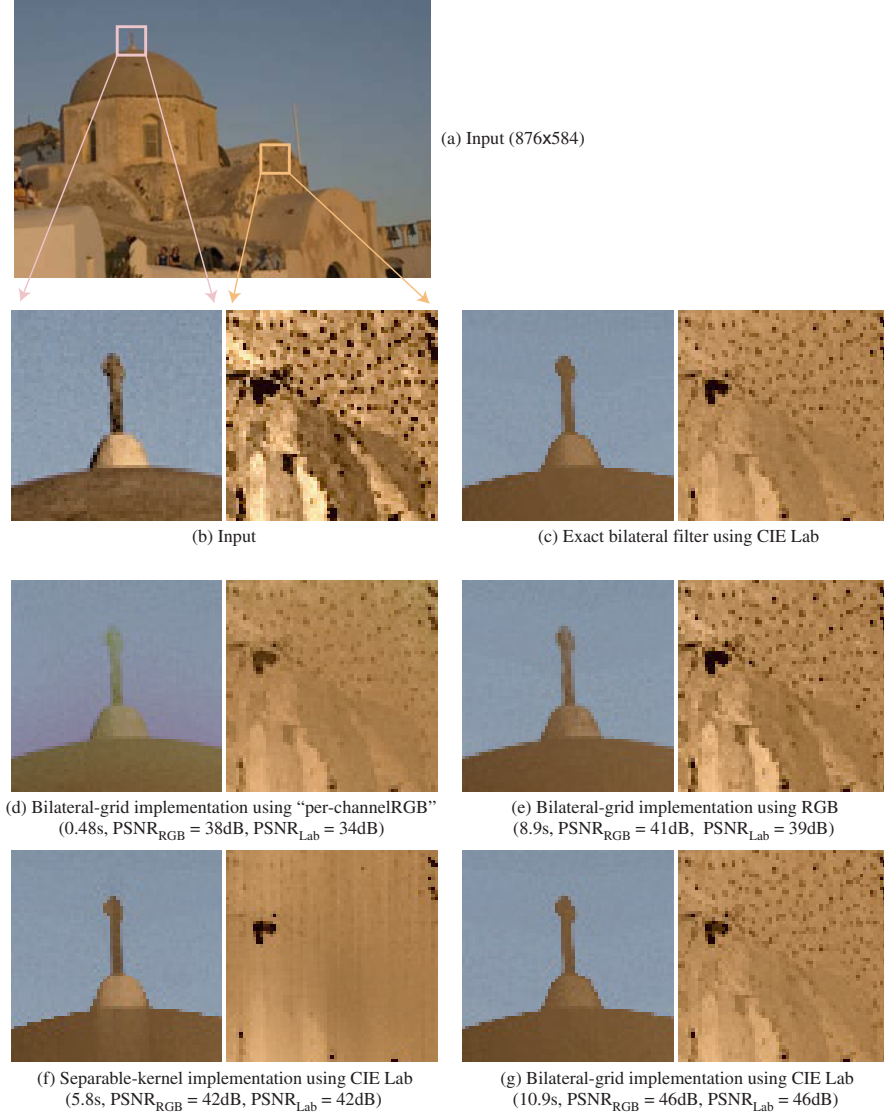 (a) Input (876x584)
(b) Input
(c) Exact bilateral filter using CIE Lab
(d) Bilateral-grid implementation using “per-channelRGB”
(0.48s, PSNR_RGB = 38dB, PSNR_Lab = 34dB)
(e) Bilateral-grid implementation using RGB
(8.9s, PSNR_RGB = 41dB, PSNR_Lab = 39dB)
(f) Separable-kernel implementation using CIE Lab
(5.8s, PSNR_RGB = 42dB, PSNR_Lab = 42dB)
(g) Bilateral-grid implementation using CIE Lab
(10.9s, PSNR_RGB = 46dB, PSNR_Lab = 46dB)